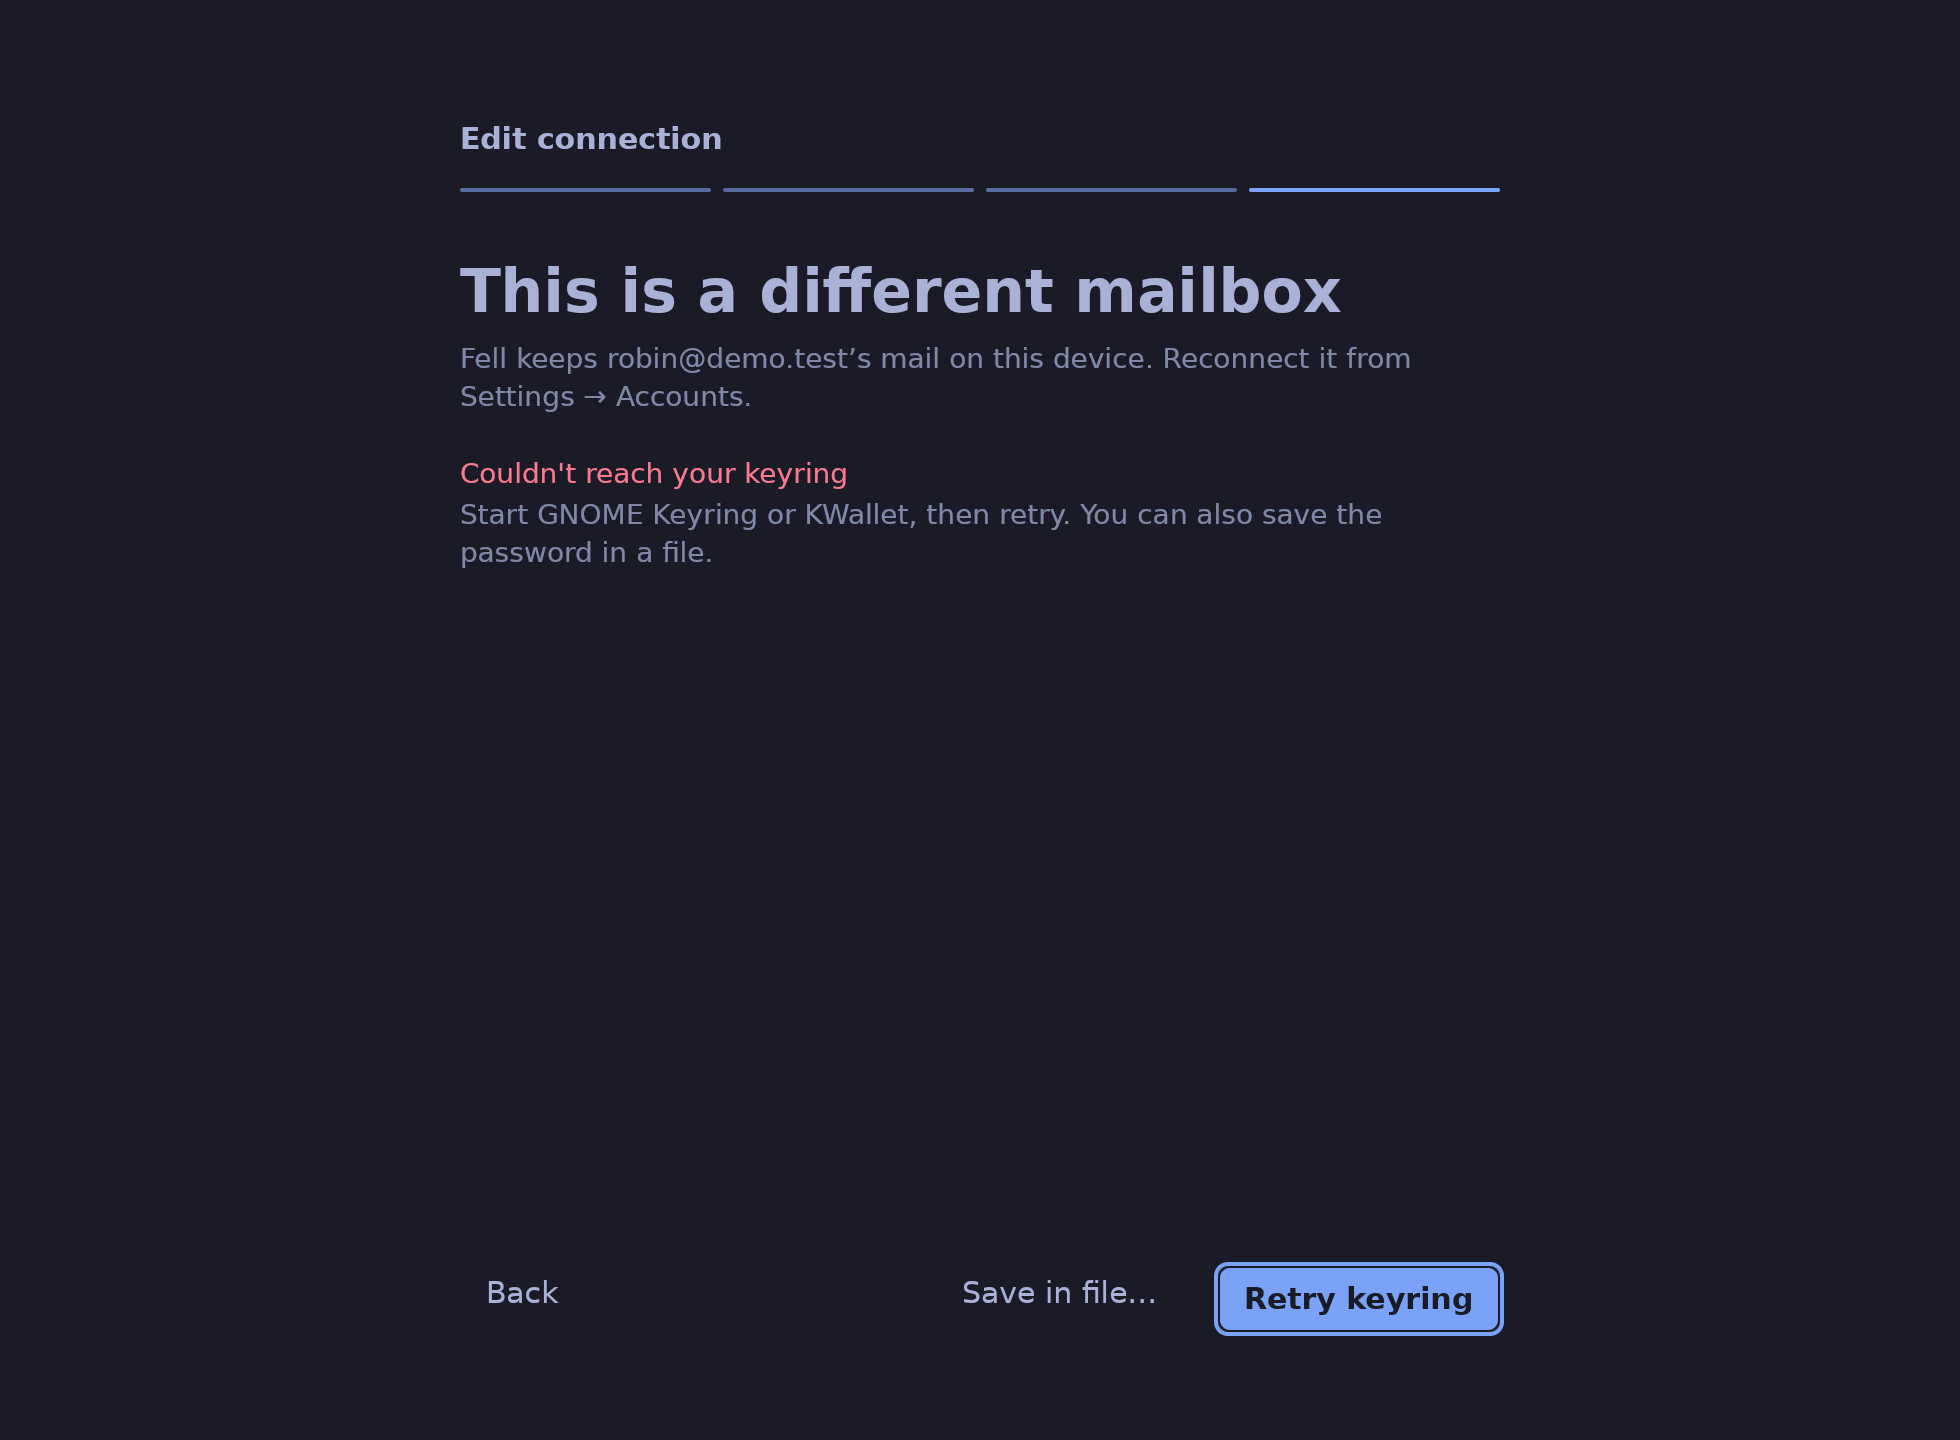 Edit connection
This is a different mailbox
Fell keeps robin@demo.test’s mail on this device. Reconnect it from
Settings → Accounts.
Couldn't reach your keyring
Start GNOME Keyring or KWallet, then retry. You can also save the
password in a file.
Back
Save in file…
Retry keyring